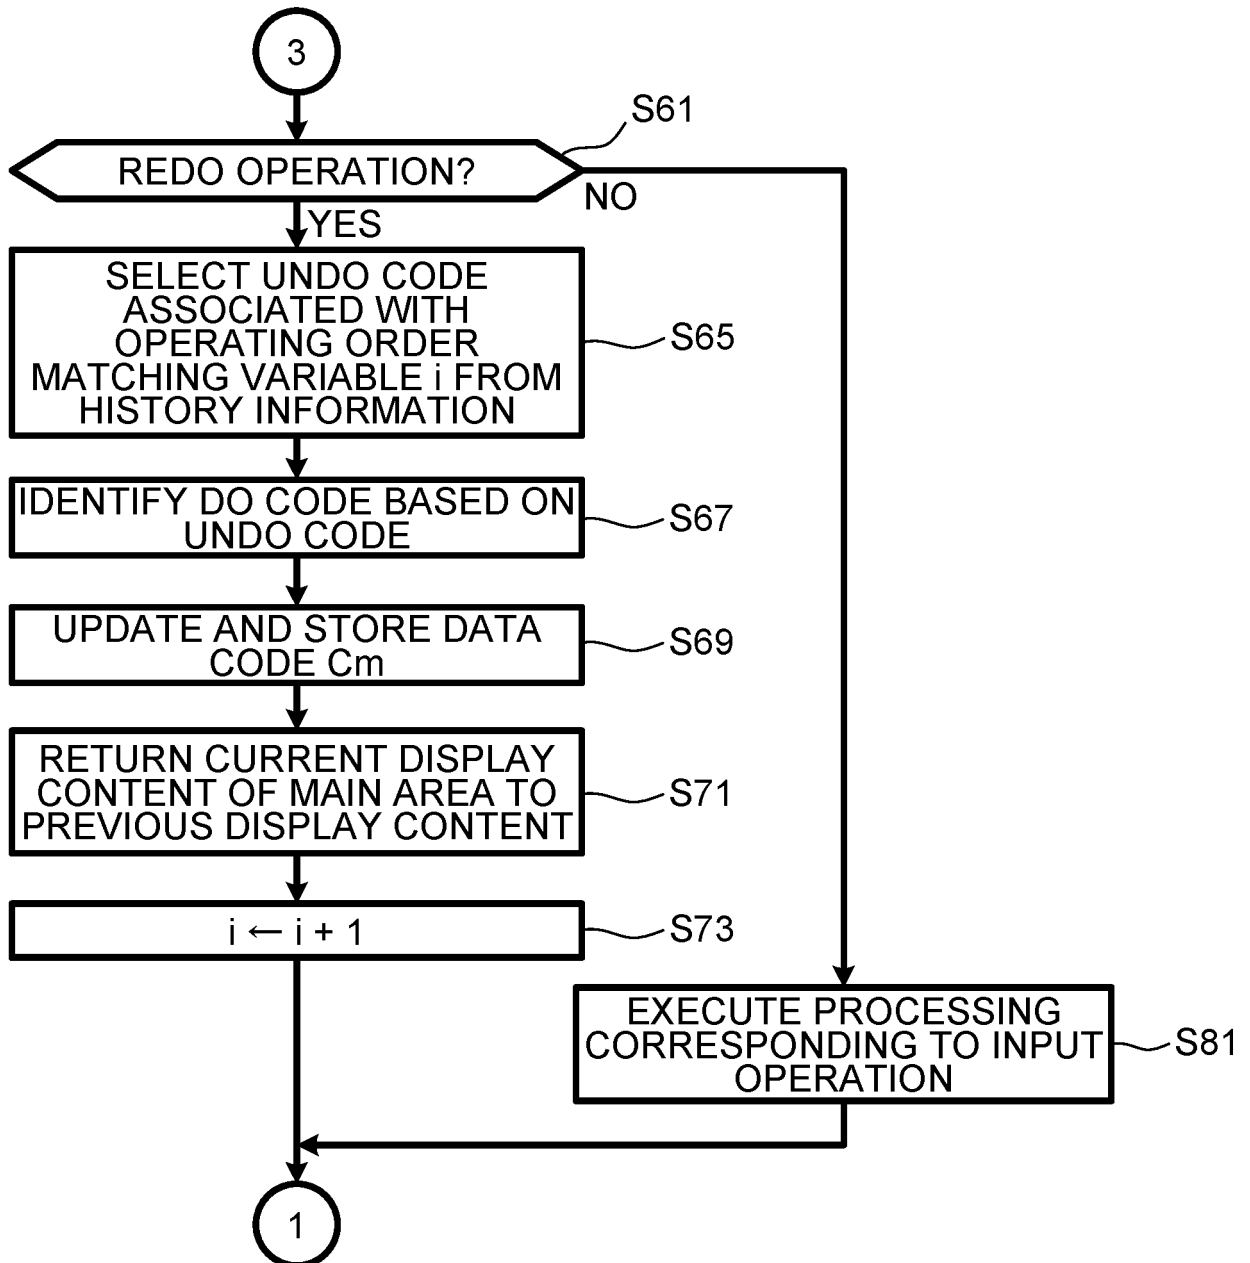 3
S61
REDO OPERATION?
NO
YES
SELECT UNDO CODE
ASSOCIATED WITH
OPERATING ORDER
MATCHING VARIABLE i FROM
HISTORY INFORMATION
S65
IDENTIFY DO CODE BASED ON
UNDO CODE
S67
UPDATE AND STORE DATA
CODE Cm
S69
RETURN CURRENT DISPLAY
CONTENT OF MAIN AREA TO
PREVIOUS DISPLAY CONTENT
S71
i ← i + 1
S73
EXECUTE PROCESSING
CORRESPONDING TO INPUT
OPERATION
S81
1